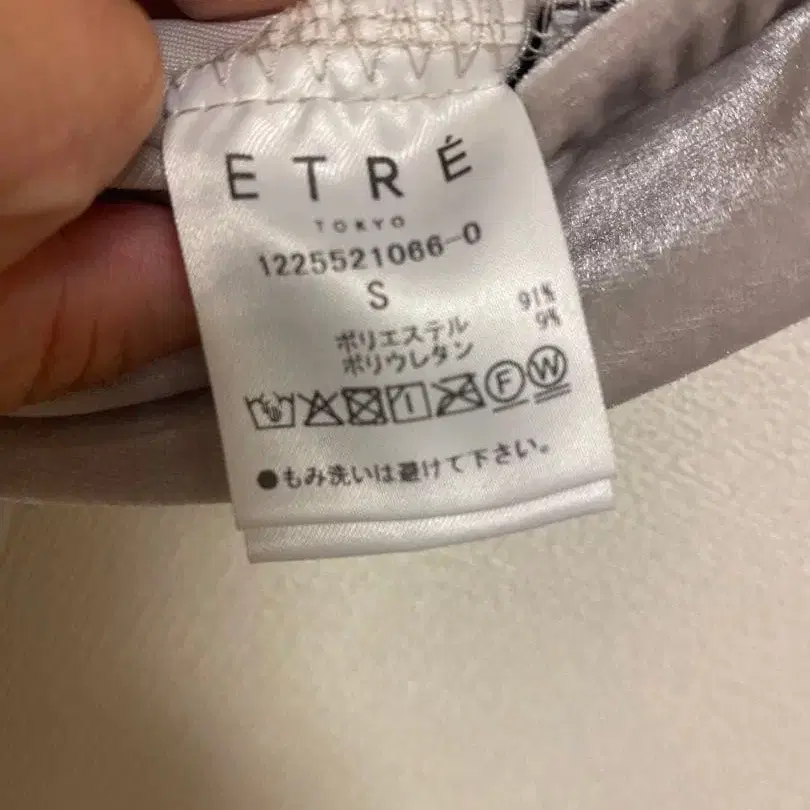 ETRÉ
TOKYO
1225521066-0
S
ポリエステル 91%
ポリウレタン 9%
F W
●もみ洗いは避けて下さい。